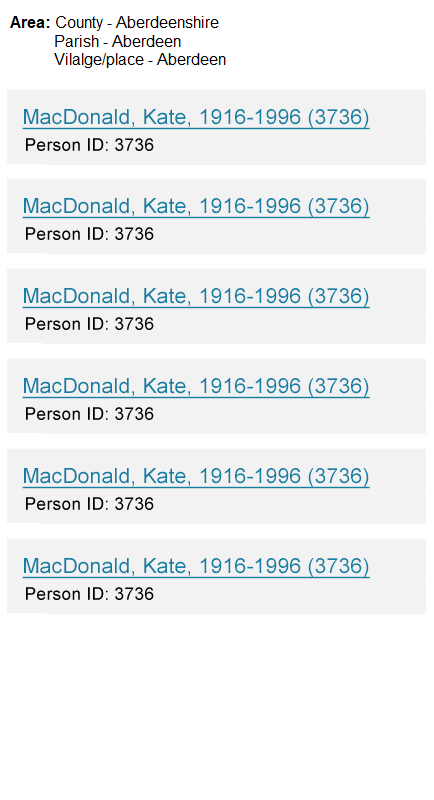 Area: County - Aberdeenshire
Parish - Aberdeen
Vilalge/place - Aberdeen
MacDonald, Kate, 1916-1996 (3736)
Person ID: 3736
MacDonald, Kate, 1916-1996 (3736)
Person ID: 3736
MacDonald, Kate, 1916-1996 (3736)
Person ID: 3736
MacDonald, Kate, 1916-1996 (3736)
Person ID: 3736
MacDonald, Kate, 1916-1996 (3736)
Person ID: 3736
MacDonald, Kate, 1916-1996 (3736)
Person ID: 3736